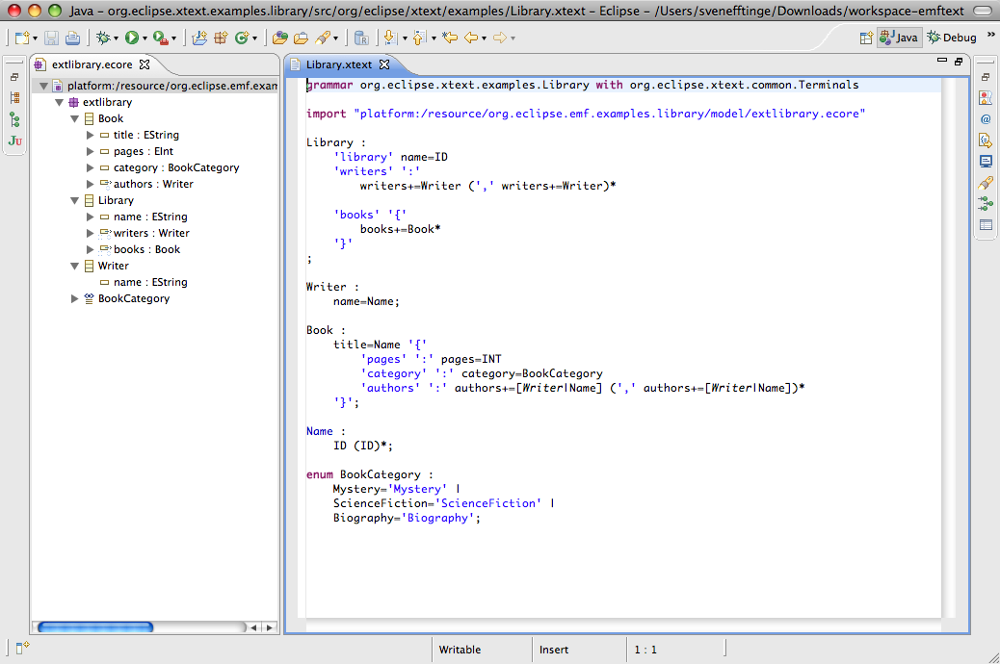 Java – org.eclipse.xtext.examples.library/src/org/eclipse/xtext/examples/Library.xtext – Eclipse – /Users/svenefftinge/Downloads/workspace-emftext
Java
Debug
»
extlibrary.ecore
platform:/resource/org.eclipse.emf.exam
extlibrary
Book
title : EString
pages : EInt
category : BookCategory
authors : Writer
Library
name : EString
writers : Writer
books : Book
Writer
name : EString
BookCategory
JU
Library.xtext
grammar org.eclipse.xtext.examples.Library with org.eclipse.xtext.common.Terminals
import "platform:/resource/org.eclipse.emf.examples.library/model/extlibrary.ecore"
Library :
'library' name=ID
'writers' ':'
writers+=Writer (',' writers+=Writer)*
'books' '{'
books+=Book*
'}'
;
Writer :
name=Name;
Book :
title=Name '{'
'pages' ':' pages=INT
'category' ':' category=BookCategory
'authors' ':' authors+=[Writer|Name] (',' authors+=[Writer|Name])*
'}';
Name :
ID (ID)*;
enum BookCategory :
Mystery='Mystery' |
ScienceFiction='ScienceFiction' |
Biography='Biography';
@
Writable
Insert
1 : 1